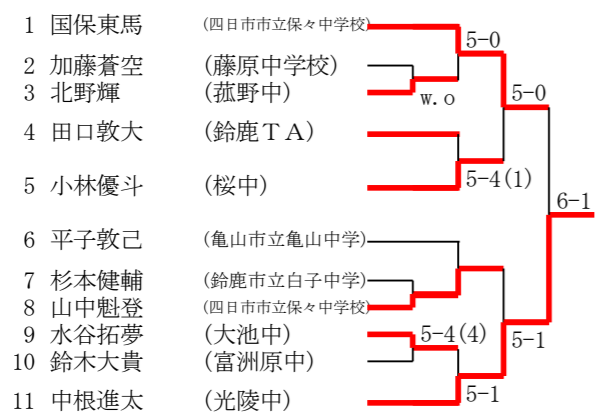 1 国保東馬 (四日市市立保々中学校)
5-0
2 加藤蒼空 (藤原中学校)
3 北野輝 (菰野中)
w.o
5-0
4 田口敦大 (鈴鹿ＴＡ)
5 小林優斗 (桜中)
5-4(1)
6-1
6 平子敦己 (亀山市立亀山中学)
7 杉本健輔 (鈴鹿市立白子中学)
8 山中魁登 (四日市市立保々中学校)
9 水谷拓夢 (大池中)
5-4(4)
5-1
10 鈴木大貴 (富洲原中)
11 中根進太 (光陵中)
5-1